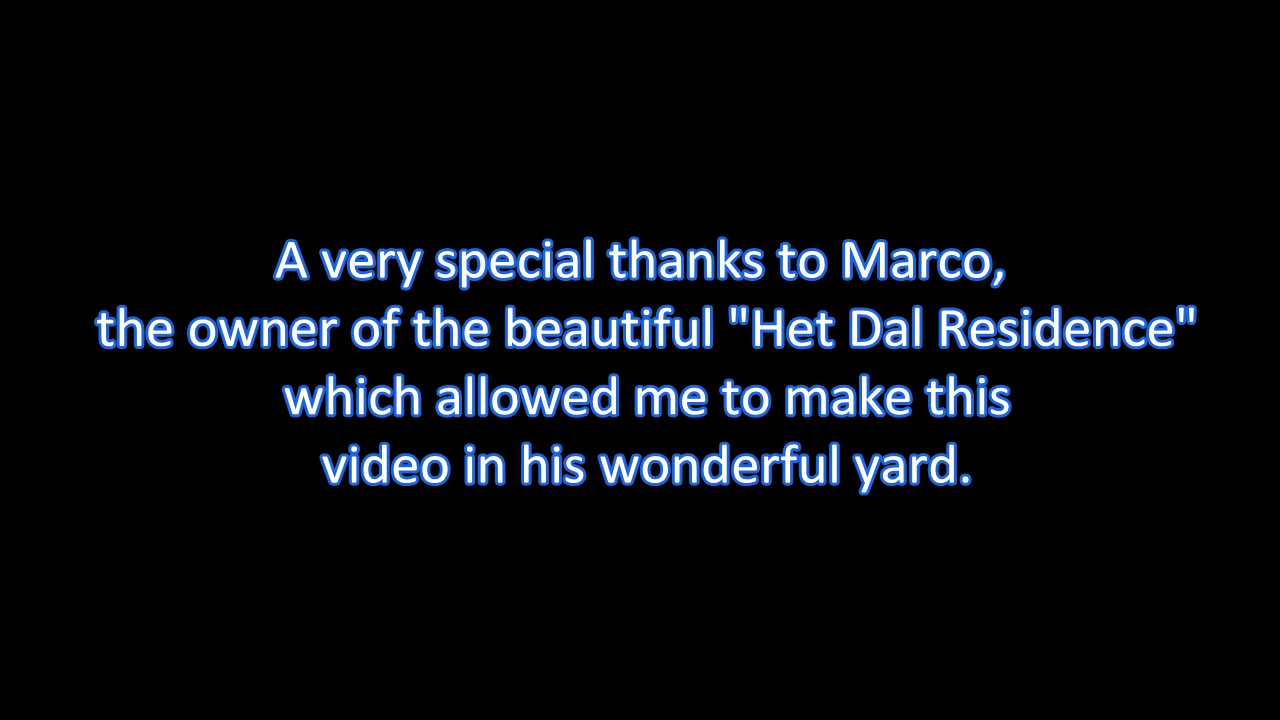 A very special thanks to Marco,
the owner of the beautiful "Het Dal Residence"
which allowed me to make this
video in his wonderful yard.